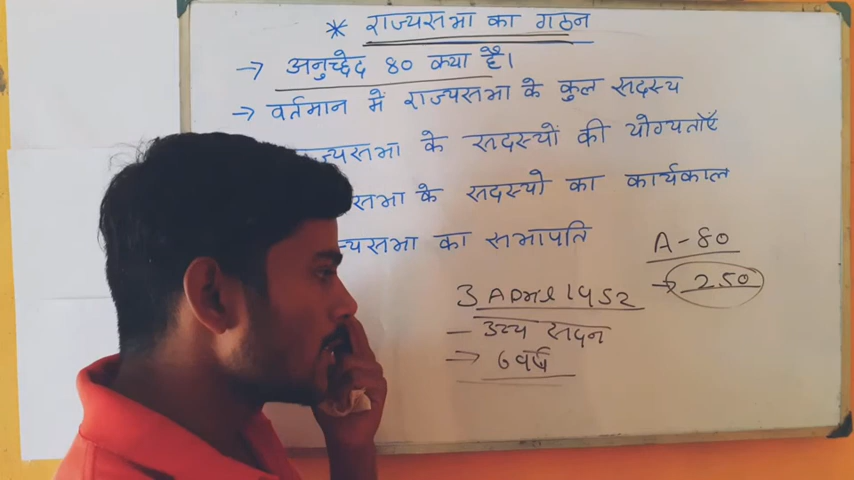 * राज्यसभा का गठन
→ अनुच्छेद 80 क्या है।
→ वर्तमान में राज्यसभा के कुल सदस्य
ज्यसभा के सदस्यों की योग्यताएँ
सभा के सदस्यो का कार्यकाल
ज्यसभा का सभापति
A-80
→ 250
3 April 1952
- उच्च सदन
→ 6 वर्ष